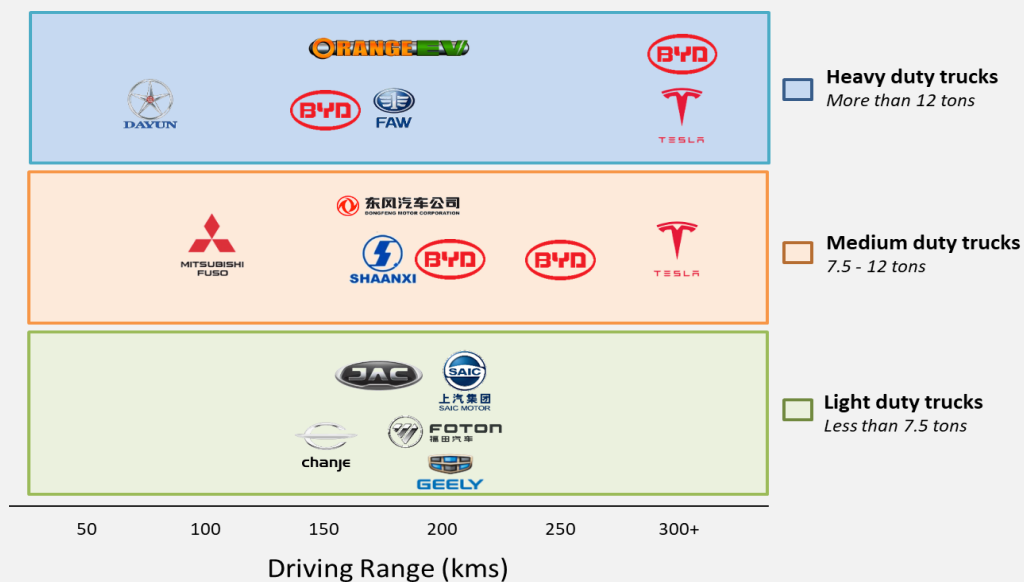 ORANGE EV
BYD
DAYUN
BYD
FAW
TESLA
Heavy duty trucks
More than 12 tons
东风汽车公司
DONGFENG MOTOR CORPORATION
MITSUBISHI
FUSO
SHAANXI
BYD
BYD
TESLA
Medium duty trucks
7.5 - 12 tons
JAC
SAIC
上汽集团
SAIC MOTOR
chanje
FOTON
福田汽车
GEELY
Light duty trucks
Less than 7.5 tons
50 100 150 200 250 300+
Driving Range (kms)